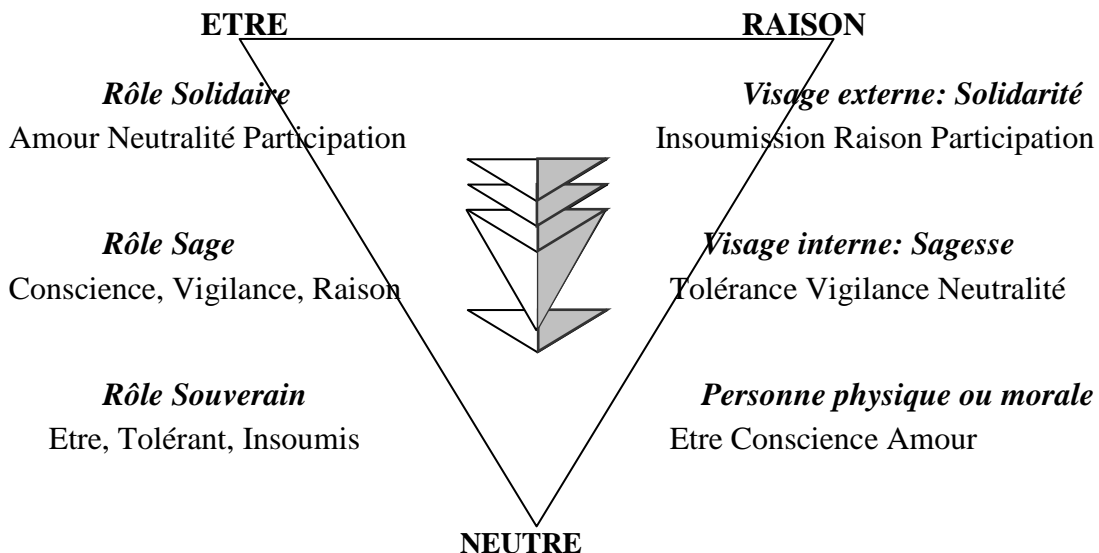 ETRE RAISON
Rôle Solidaire Visage externe: Solidarité
Amour Neutralité Participation Insoumission Raison Participation
Rôle Sage Visage interne: Sagesse
Conscience, Vigilance, Raison Tolérance Vigilance Neutralité
Rôle Souverain Personne physique ou morale
Etre, Tolérant, Insoumis Etre Conscience Amour
NEUTRE